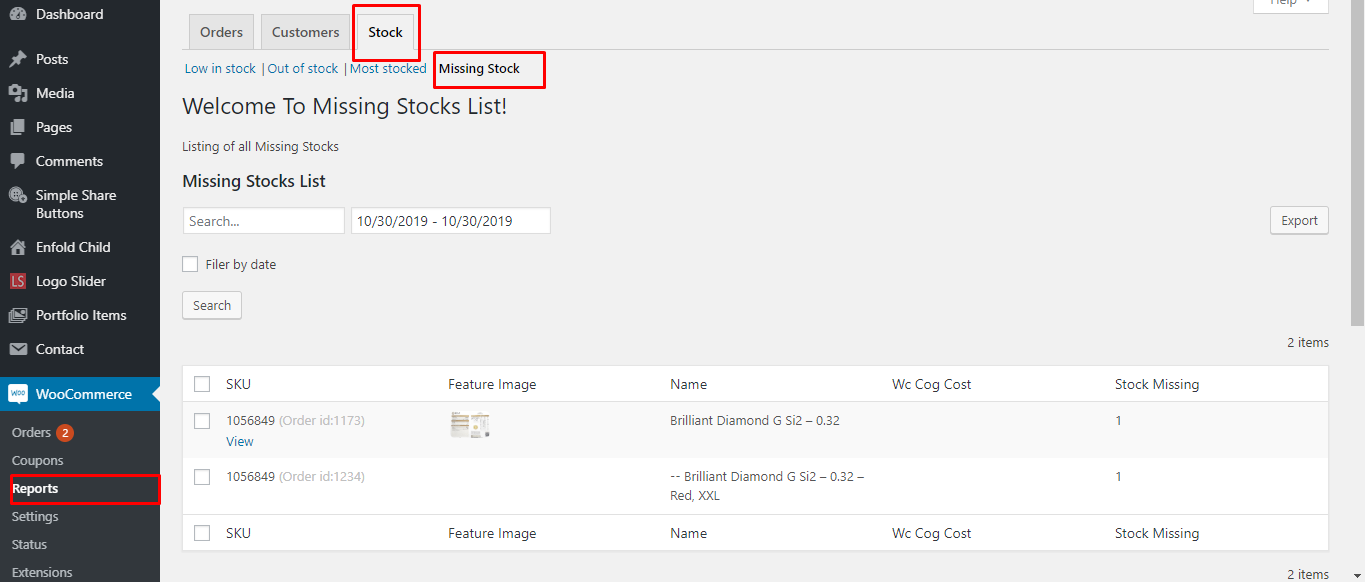 Dashboard
Posts
Media
Pages
Comments
Simple Share
Buttons
Enfold Child
LS Logo Slider
Portfolio Items
Contact
woo WooCommerce
Orders 2
Coupons
Reports
Settings
Status
Extensions
Help
Orders Customers Stock
Low in stock | Out of stock | Most stocked Missing Stock
Welcome To Missing Stocks List!
Listing of all Missing Stocks
Missing Stocks List
Search... 10/30/2019 - 10/30/2019 Export
Filer by date
Search
2 items
SKU Feature Image Name Wc Cog Cost Stock Missing
1056849 (Order id:1173) Brilliant Diamond G Si2 – 0.32 1
View
1056849 (Order id:1234) -- Brilliant Diamond G Si2 – 0.32 – 1
Red, XXL
SKU Feature Image Name Wc Cog Cost Stock Missing
2 items